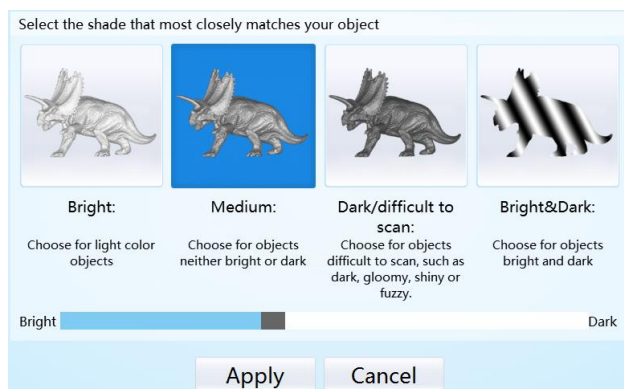 Select the shade that most closely matches your object
Bright:
Choose for light color
objects
Medium:
Choose for objects
neither bright or dark
Dark/difficult to
scan:
Choose for objects
difficult to scan, such as
dark, gloomy, shiny or
fuzzy.
Bright&Dark:
Choose for objects
bright and dark
Bright
Dark
Apply
Cancel